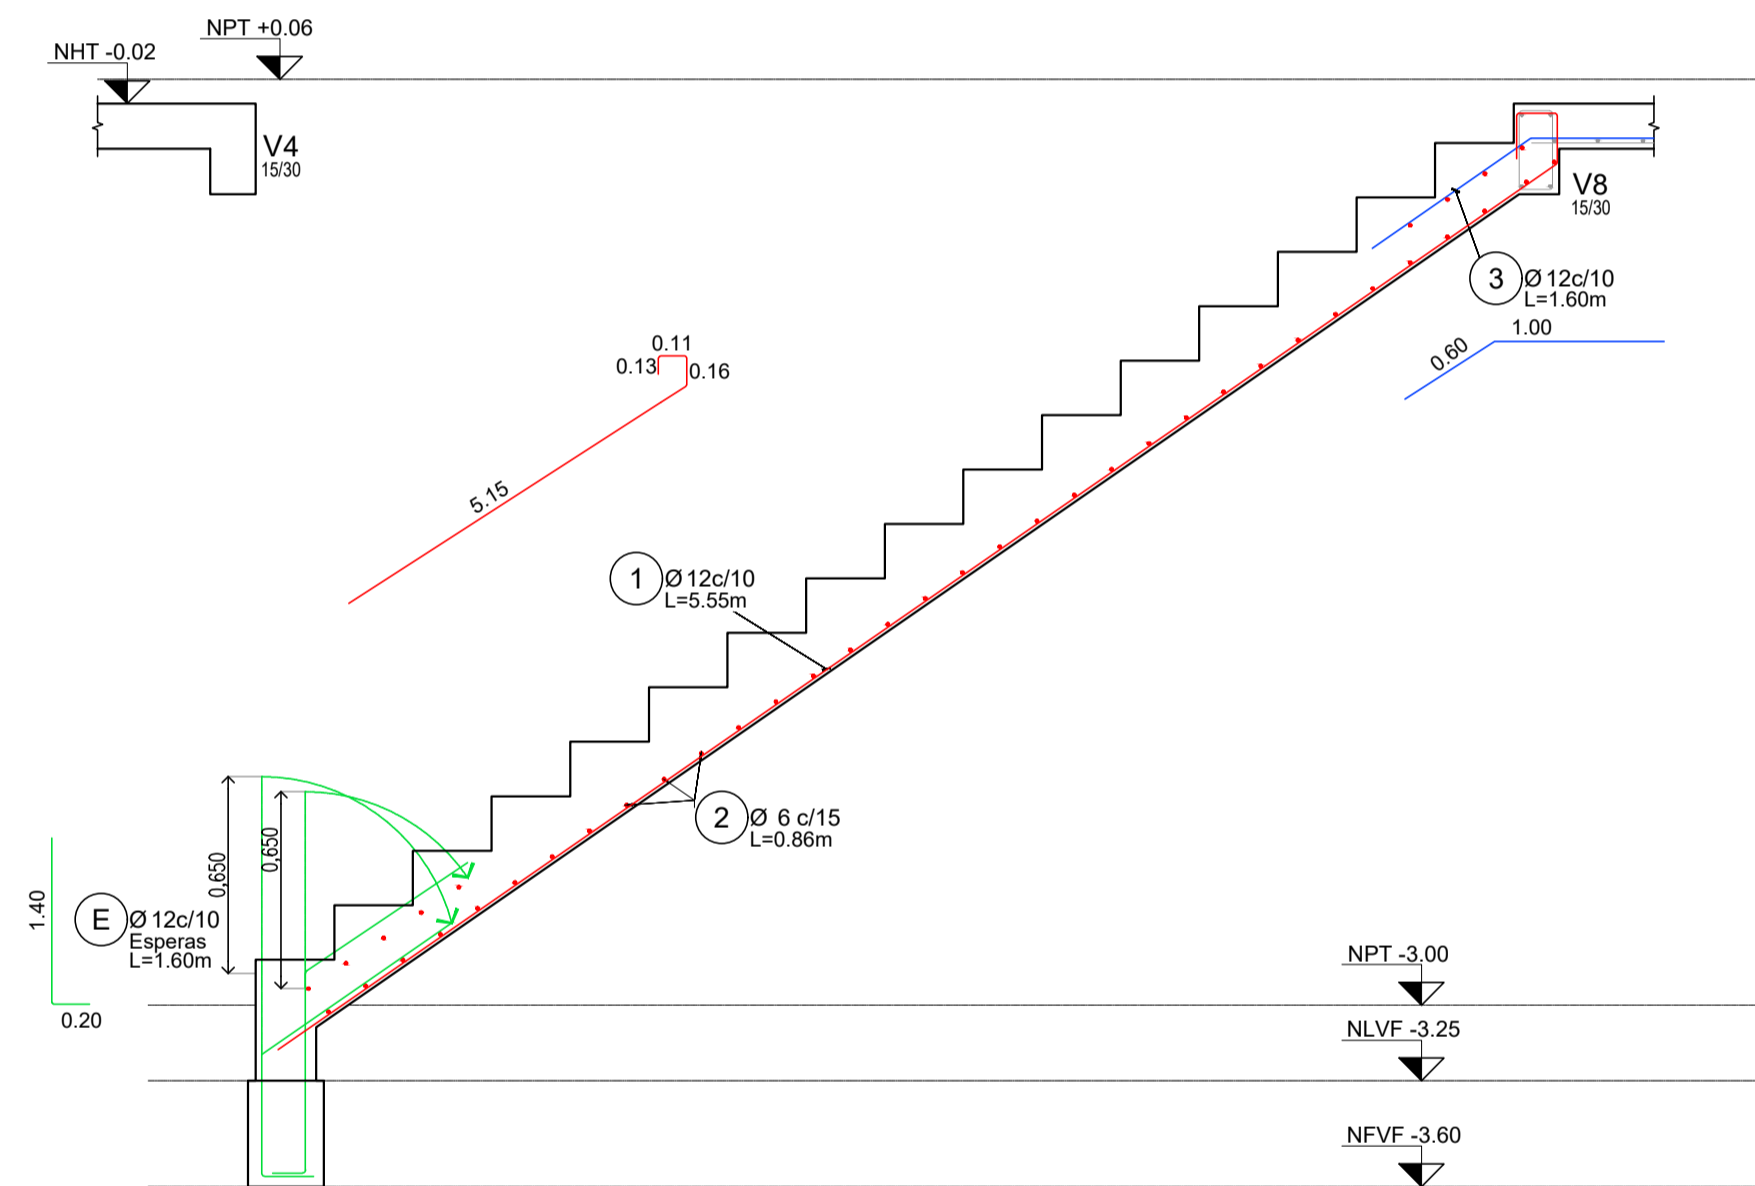 NPT +0.06
NHT -0.02
V4
15/30
V8
15/30
3
Ø 12c/10
L=1.60m
1.00
0.60
0.11
0.13
0.16
5.15
1
Ø 12c/10
L=5.55m
2
Ø 6 c/15
L=0.86m
0,650
0,650
1.40
E
Ø 12c/10
Esperas
L=1.60m
0.20
NPT -3.00
NLVF -3.25
NFVF -3.60